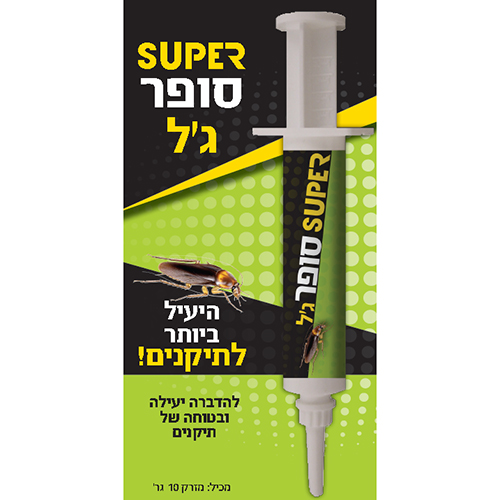 SUPER
סופר
ג'ל
SUPER סופר ג'ל
היעיל
ביותר
לתיקנים!
להדברה יעילה
ובטוחה של
תיקנים
מכיל: מזרק 10 גר'